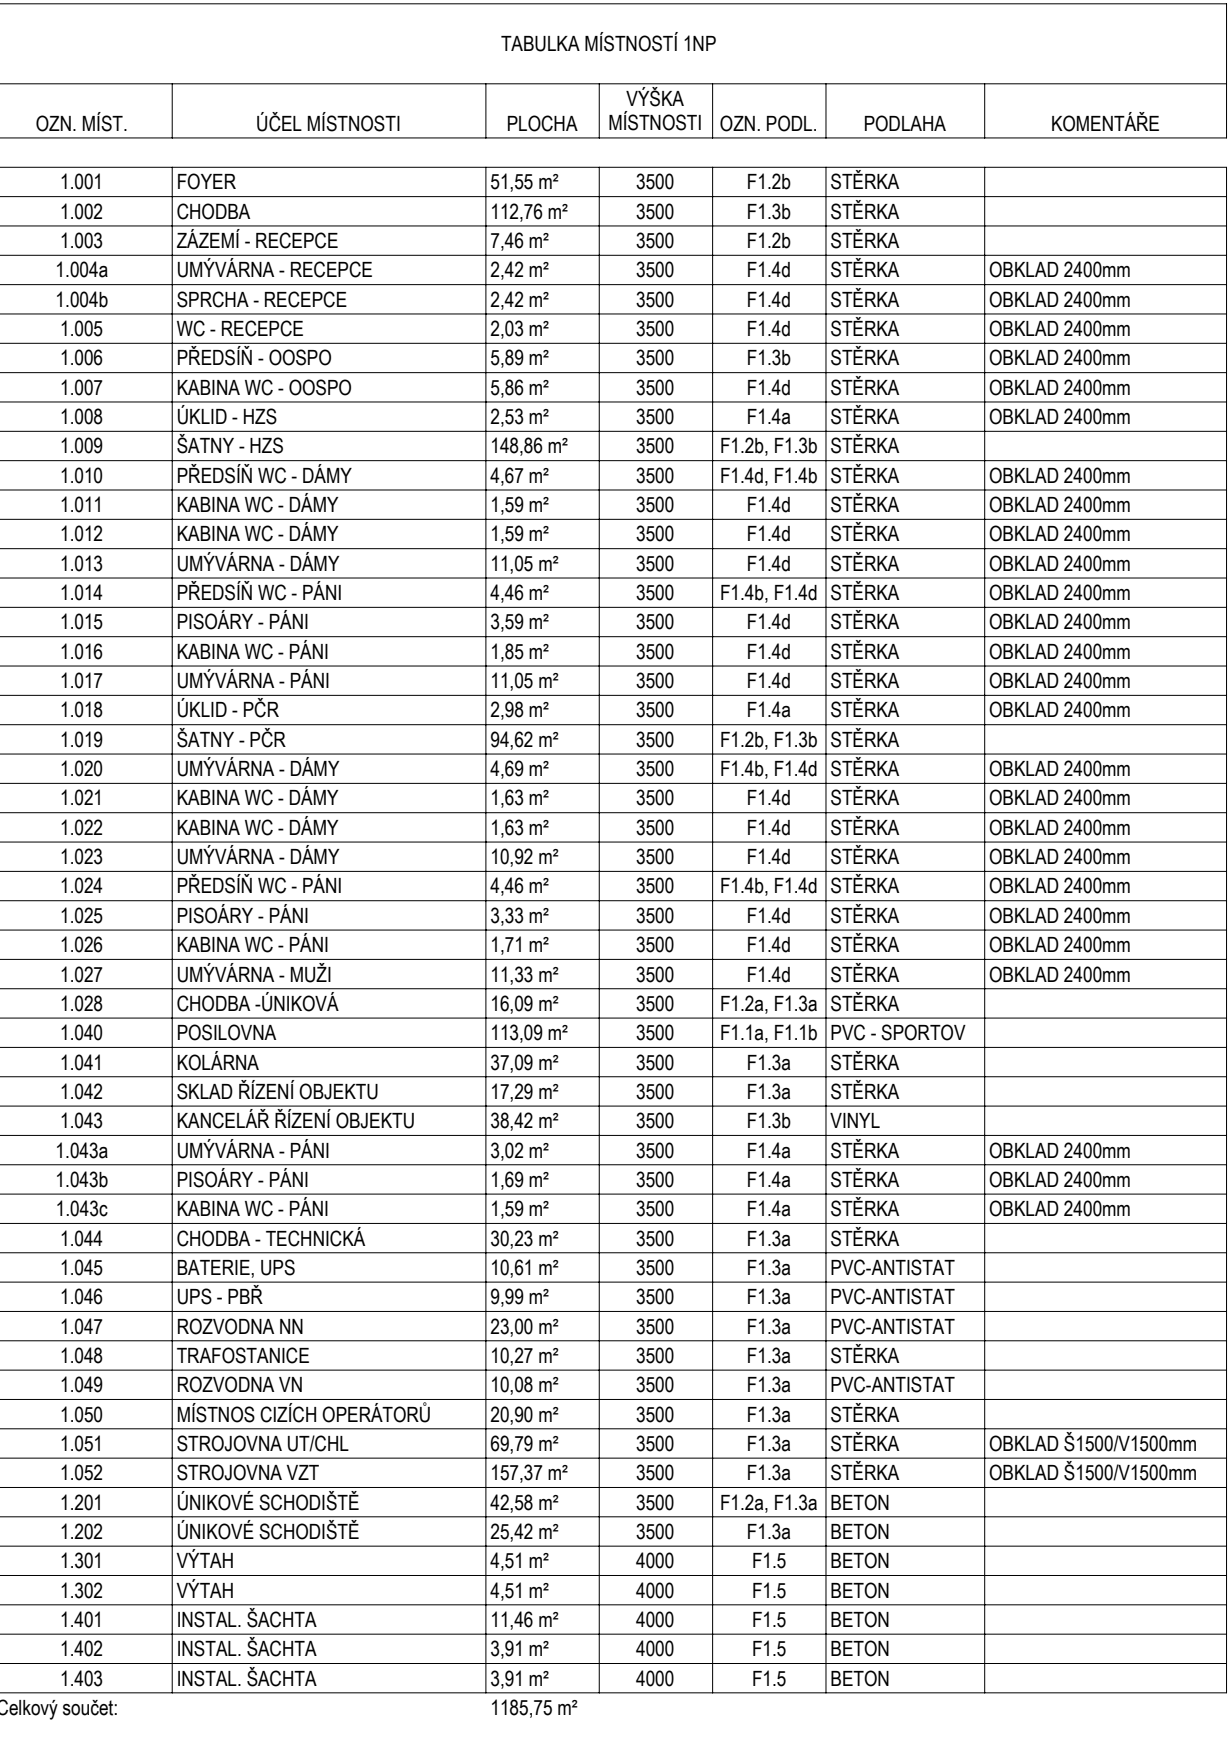 TABULKA MÍSTNOSTÍ 1NP
OZN. MÍST. ÚČEL MÍSTNOSTI PLOCHA VÝŠKA MÍSTNOSTI OZN. PODL. PODLAHA KOMENTÁŘE
1.001 FOYER 51,55 m² 3500 F1.2b STĚRKA
1.002 CHODBA 112,76 m² 3500 F1.3b STĚRKA
1.003 ZÁZEMÍ - RECEPCE 7,46 m² 3500 F1.2b STĚRKA
1.004a UMÝVÁRNA - RECEPCE 2,42 m² 3500 F1.4d STĚRKA OBKLAD 2400mm
1.004b SPRCHA - RECEPCE 2,42 m² 3500 F1.4d STĚRKA OBKLAD 2400mm
1.005 WC - RECEPCE 2,03 m² 3500 F1.4d STĚRKA OBKLAD 2400mm
1.006 PŘEDSÍŇ - OOSPO 5,89 m² 3500 F1.3b STĚRKA OBKLAD 2400mm
1.007 KABINA WC - OOSPO 5,86 m² 3500 F1.4d STĚRKA OBKLAD 2400mm
1.008 ÚKLID - HZS 2,53 m² 3500 F1.4a STĚRKA OBKLAD 2400mm
1.009 ŠATNY - HZS 148,86 m² 3500 F1.2b, F1.3b STĚRKA
1.010 PŘEDSÍŇ WC - DÁMY 4,67 m² 3500 F1.4d, F1.4b STĚRKA OBKLAD 2400mm
1.011 KABINA WC - DÁMY 1,59 m² 3500 F1.4d STĚRKA OBKLAD 2400mm
1.012 KABINA WC - DÁMY 1,59 m² 3500 F1.4d STĚRKA OBKLAD 2400mm
1.013 UMÝVÁRNA - DÁMY 11,05 m² 3500 F1.4d STĚRKA OBKLAD 2400mm
1.014 PŘEDSÍŇ WC - PÁNI 4,46 m² 3500 F1.4b, F1.4d STĚRKA OBKLAD 2400mm
1.015 PISOÁRY - PÁNI 3,59 m² 3500 F1.4d STĚRKA OBKLAD 2400mm
1.016 KABINA WC - PÁNI 1,85 m² 3500 F1.4d STĚRKA OBKLAD 2400mm
1.017 UMÝVÁRNA - PÁNI 11,05 m² 3500 F1.4d STĚRKA OBKLAD 2400mm
1.018 ÚKLID - PČR 2,98 m² 3500 F1.4a STĚRKA OBKLAD 2400mm
1.019 ŠATNY - PČR 94,62 m² 3500 F1.2b, F1.3b STĚRKA
1.020 UMÝVÁRNA - DÁMY 4,69 m² 3500 F1.4b, F1.4d STĚRKA OBKLAD 2400mm
1.021 KABINA WC - DÁMY 1,63 m² 3500 F1.4d STĚRKA OBKLAD 2400mm
1.022 KABINA WC - DÁMY 1,63 m² 3500 F1.4d STĚRKA OBKLAD 2400mm
1.023 UMÝVÁRNA - DÁMY 10,92 m² 3500 F1.4d STĚRKA OBKLAD 2400mm
1.024 PŘEDSÍŇ WC - PÁNI 4,46 m² 3500 F1.4b, F1.4d STĚRKA OBKLAD 2400mm
1.025 PISOÁRY - PÁNI 3,33 m² 3500 F1.4d STĚRKA OBKLAD 2400mm
1.026 KABINA WC - PÁNI 1,71 m² 3500 F1.4d STĚRKA OBKLAD 2400mm
1.027 UMÝVÁRNA - MUŽI 11,33 m² 3500 F1.4d STĚRKA OBKLAD 2400mm
1.028 CHODBA -ÚNIKOVÁ 16,09 m² 3500 F1.2a, F1.3a STĚRKA
1.040 POSILOVNA 113,09 m² 3500 F1.1a, F1.1b PVC - SPORTOV
1.041 KOLÁRNA 37,09 m² 3500 F1.3a STĚRKA
1.042 SKLAD ŘÍZENÍ OBJEKTU 17,29 m² 3500 F1.3a STĚRKA
1.043 KANCELÁŘ ŘÍZENÍ OBJEKTU 38,42 m² 3500 F1.3b VINYL
1.043a UMÝVÁRNA - PÁNI 3,02 m² 3500 F1.4a STĚRKA OBKLAD 2400mm
1.043b PISOÁRY - PÁNI 1,69 m² 3500 F1.4a STĚRKA OBKLAD 2400mm
1.043c KABINA WC - PÁNI 1,59 m² 3500 F1.4a STĚRKA OBKLAD 2400mm
1.044 CHODBA - TECHNICKÁ 30,23 m² 3500 F1.3a STĚRKA
1.045 BATERIE, UPS 10,61 m² 3500 F1.3a PVC-ANTISTAT
1.046 UPS - PBŘ 9,99 m² 3500 F1.3a PVC-ANTISTAT
1.047 ROZVODNA NN 23,00 m² 3500 F1.3a PVC-ANTISTAT
1.048 TRAFOSTANICE 10,27 m² 3500 F1.3a STĚRKA
1.049 ROZVODNA VN 10,08 m² 3500 F1.3a PVC-ANTISTAT
1.050 MÍSTNOS CIZÍCH OPERÁTORŮ 20,90 m² 3500 F1.3a STĚRKA
1.051 STROJOVNA UT/CHL 69,79 m² 3500 F1.3a STĚRKA OBKLAD Š1500/V1500mm
1.052 STROJOVNA VZT 157,37 m² 3500 F1.3a STĚRKA OBKLAD Š1500/V1500mm
1.201 ÚNIKOVÉ SCHODIŠTĚ 42,58 m² 3500 F1.2a, F1.3a BETON
1.202 ÚNIKOVÉ SCHODIŠTĚ 25,42 m² 3500 F1.3a BETON
1.301 VÝTAH 4,51 m² 4000 F1.5 BETON
1.302 VÝTAH 4,51 m² 4000 F1.5 BETON
1.401 INSTAL. ŠACHTA 11,46 m² 4000 F1.5 BETON
1.402 INSTAL. ŠACHTA 3,91 m² 4000 F1.5 BETON
1.403 INSTAL. ŠACHTA 3,91 m² 4000 F1.5 BETON
Celkový součet: 1185,75 m²